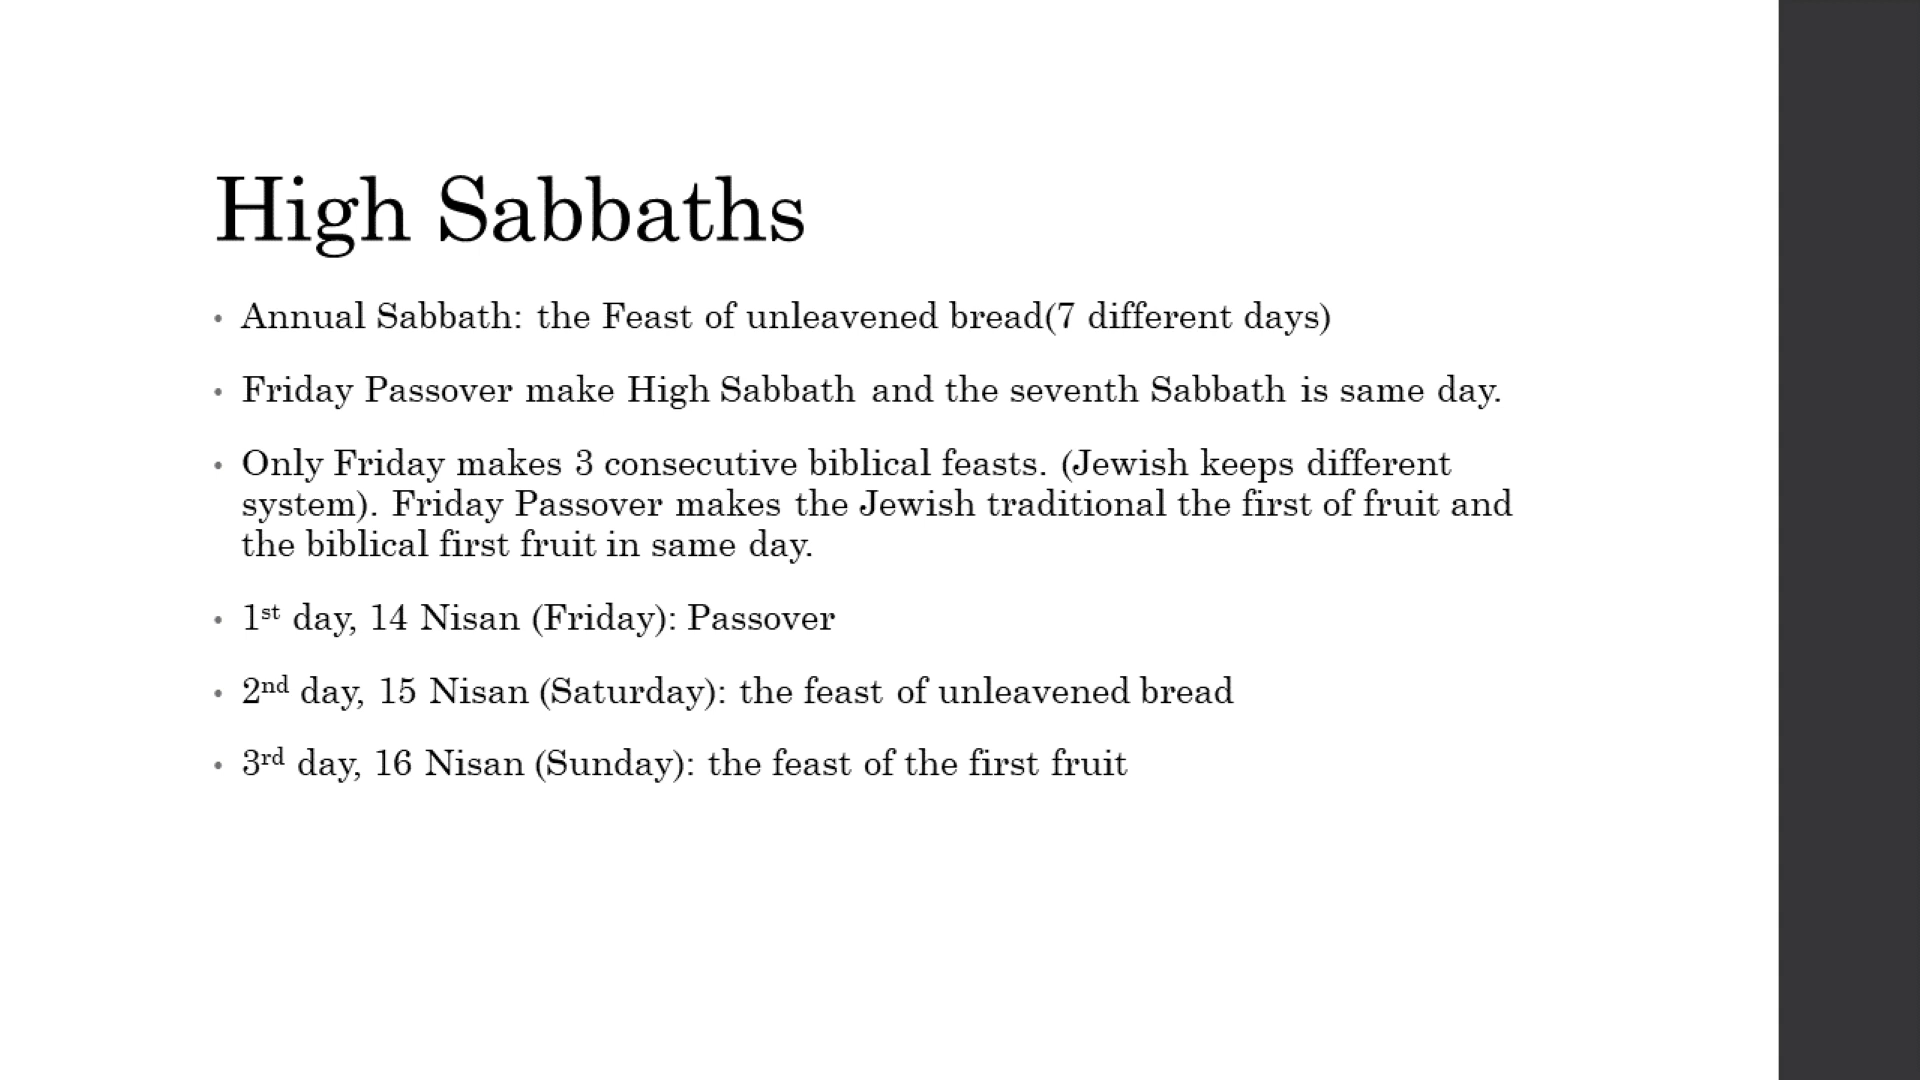 High Sabbaths
• Annual Sabbath: the Feast of unleavened bread(7 different days)
• Friday Passover make High Sabbath and the seventh Sabbath is same day.
• Only Friday makes 3 consecutive biblical feasts. (Jewish keeps different
system). Friday Passover makes the Jewish traditional the first of fruit and
the biblical first fruit in same day.
• 1st day, 14 Nisan (Friday): Passover
• 2nd day, 15 Nisan (Saturday): the feast of unleavened bread
• 3rd day, 16 Nisan (Sunday): the feast of the first fruit